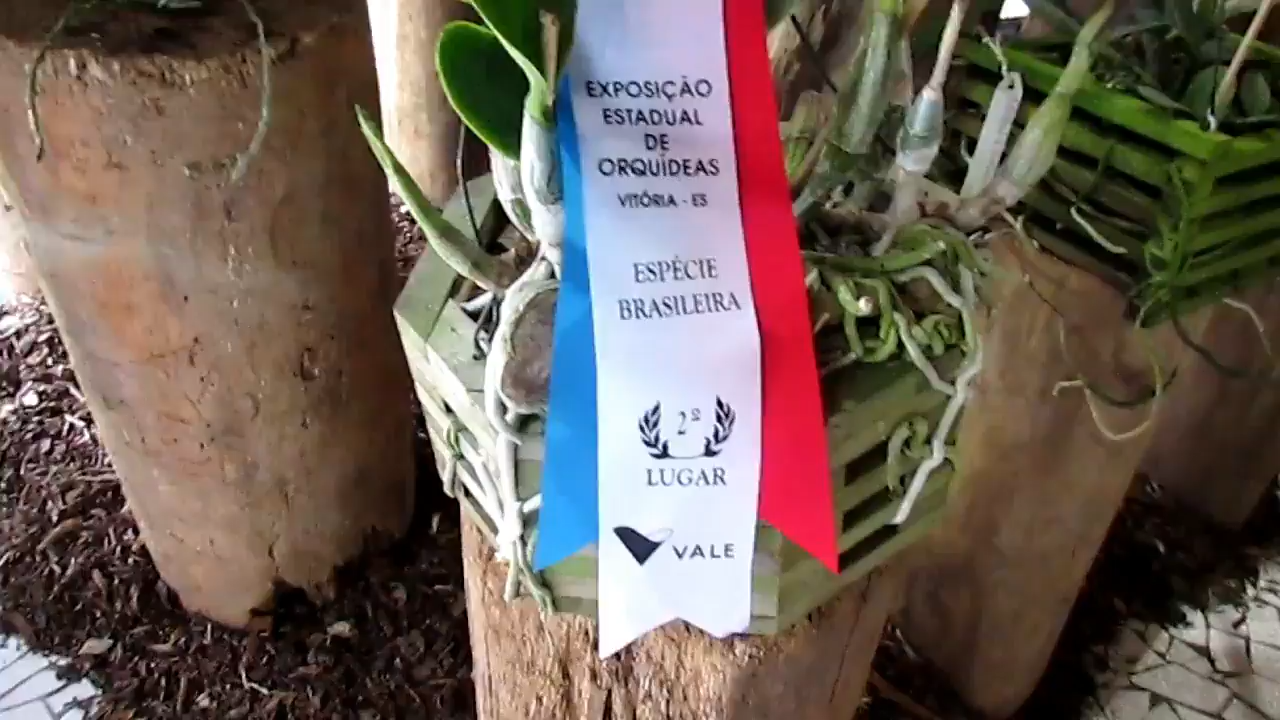 EXPOSIÇÃO
ESTADUAL
DE
ORQUÍDEAS
VITÓRIA - ES
ESPÉCIE
BRASILEIRA
2º
LUGAR
VALE